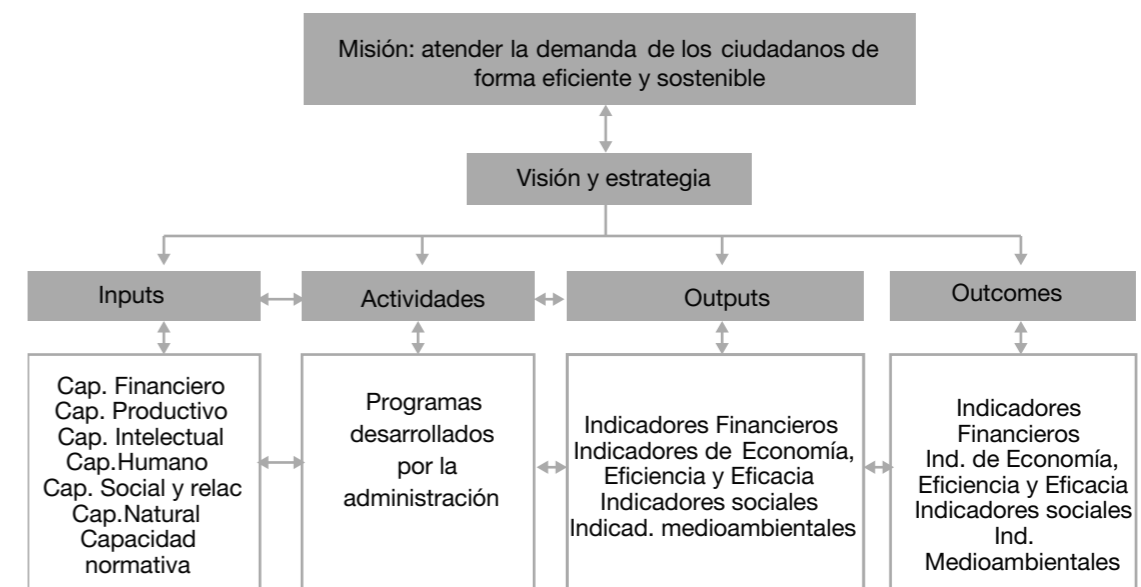 Misión: atender la demanda de los ciudadanos de
forma eficiente y sostenible
Visión y estrategia
Inputs
Actividades
Outputs
Outcomes
Cap. Financiero
Cap. Productivo
Cap. Intelectual
Cap.Humano
Cap. Social y relac
Cap.Natural
Capacidad
normativa
Programas
desarrollados
por la
administración
Indicadores Financieros
Indicadores de Economía,
Eficiencia y Eficacia
Indicadores sociales
Indicad. medioambientales
Indicadores
Financieros
Ind. de Economía,
Eficiencia y Eficacia
Indicadores sociales
Ind.
Medioambientales